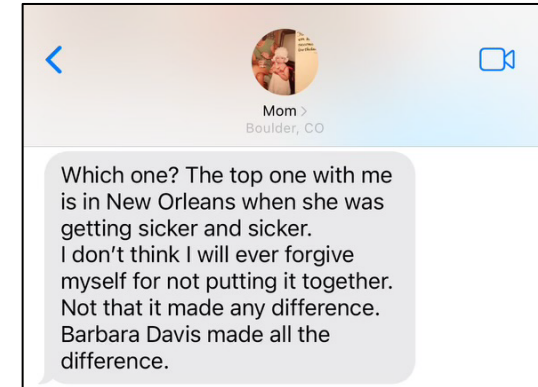 Mom >
Boulder, CO
Which one? The top one with me
is in New Orleans when she was
getting sicker and sicker.
I don’t think I will ever forgive
myself for not putting it together.
Not that it made any difference.
Barbara Davis made all the
difference.